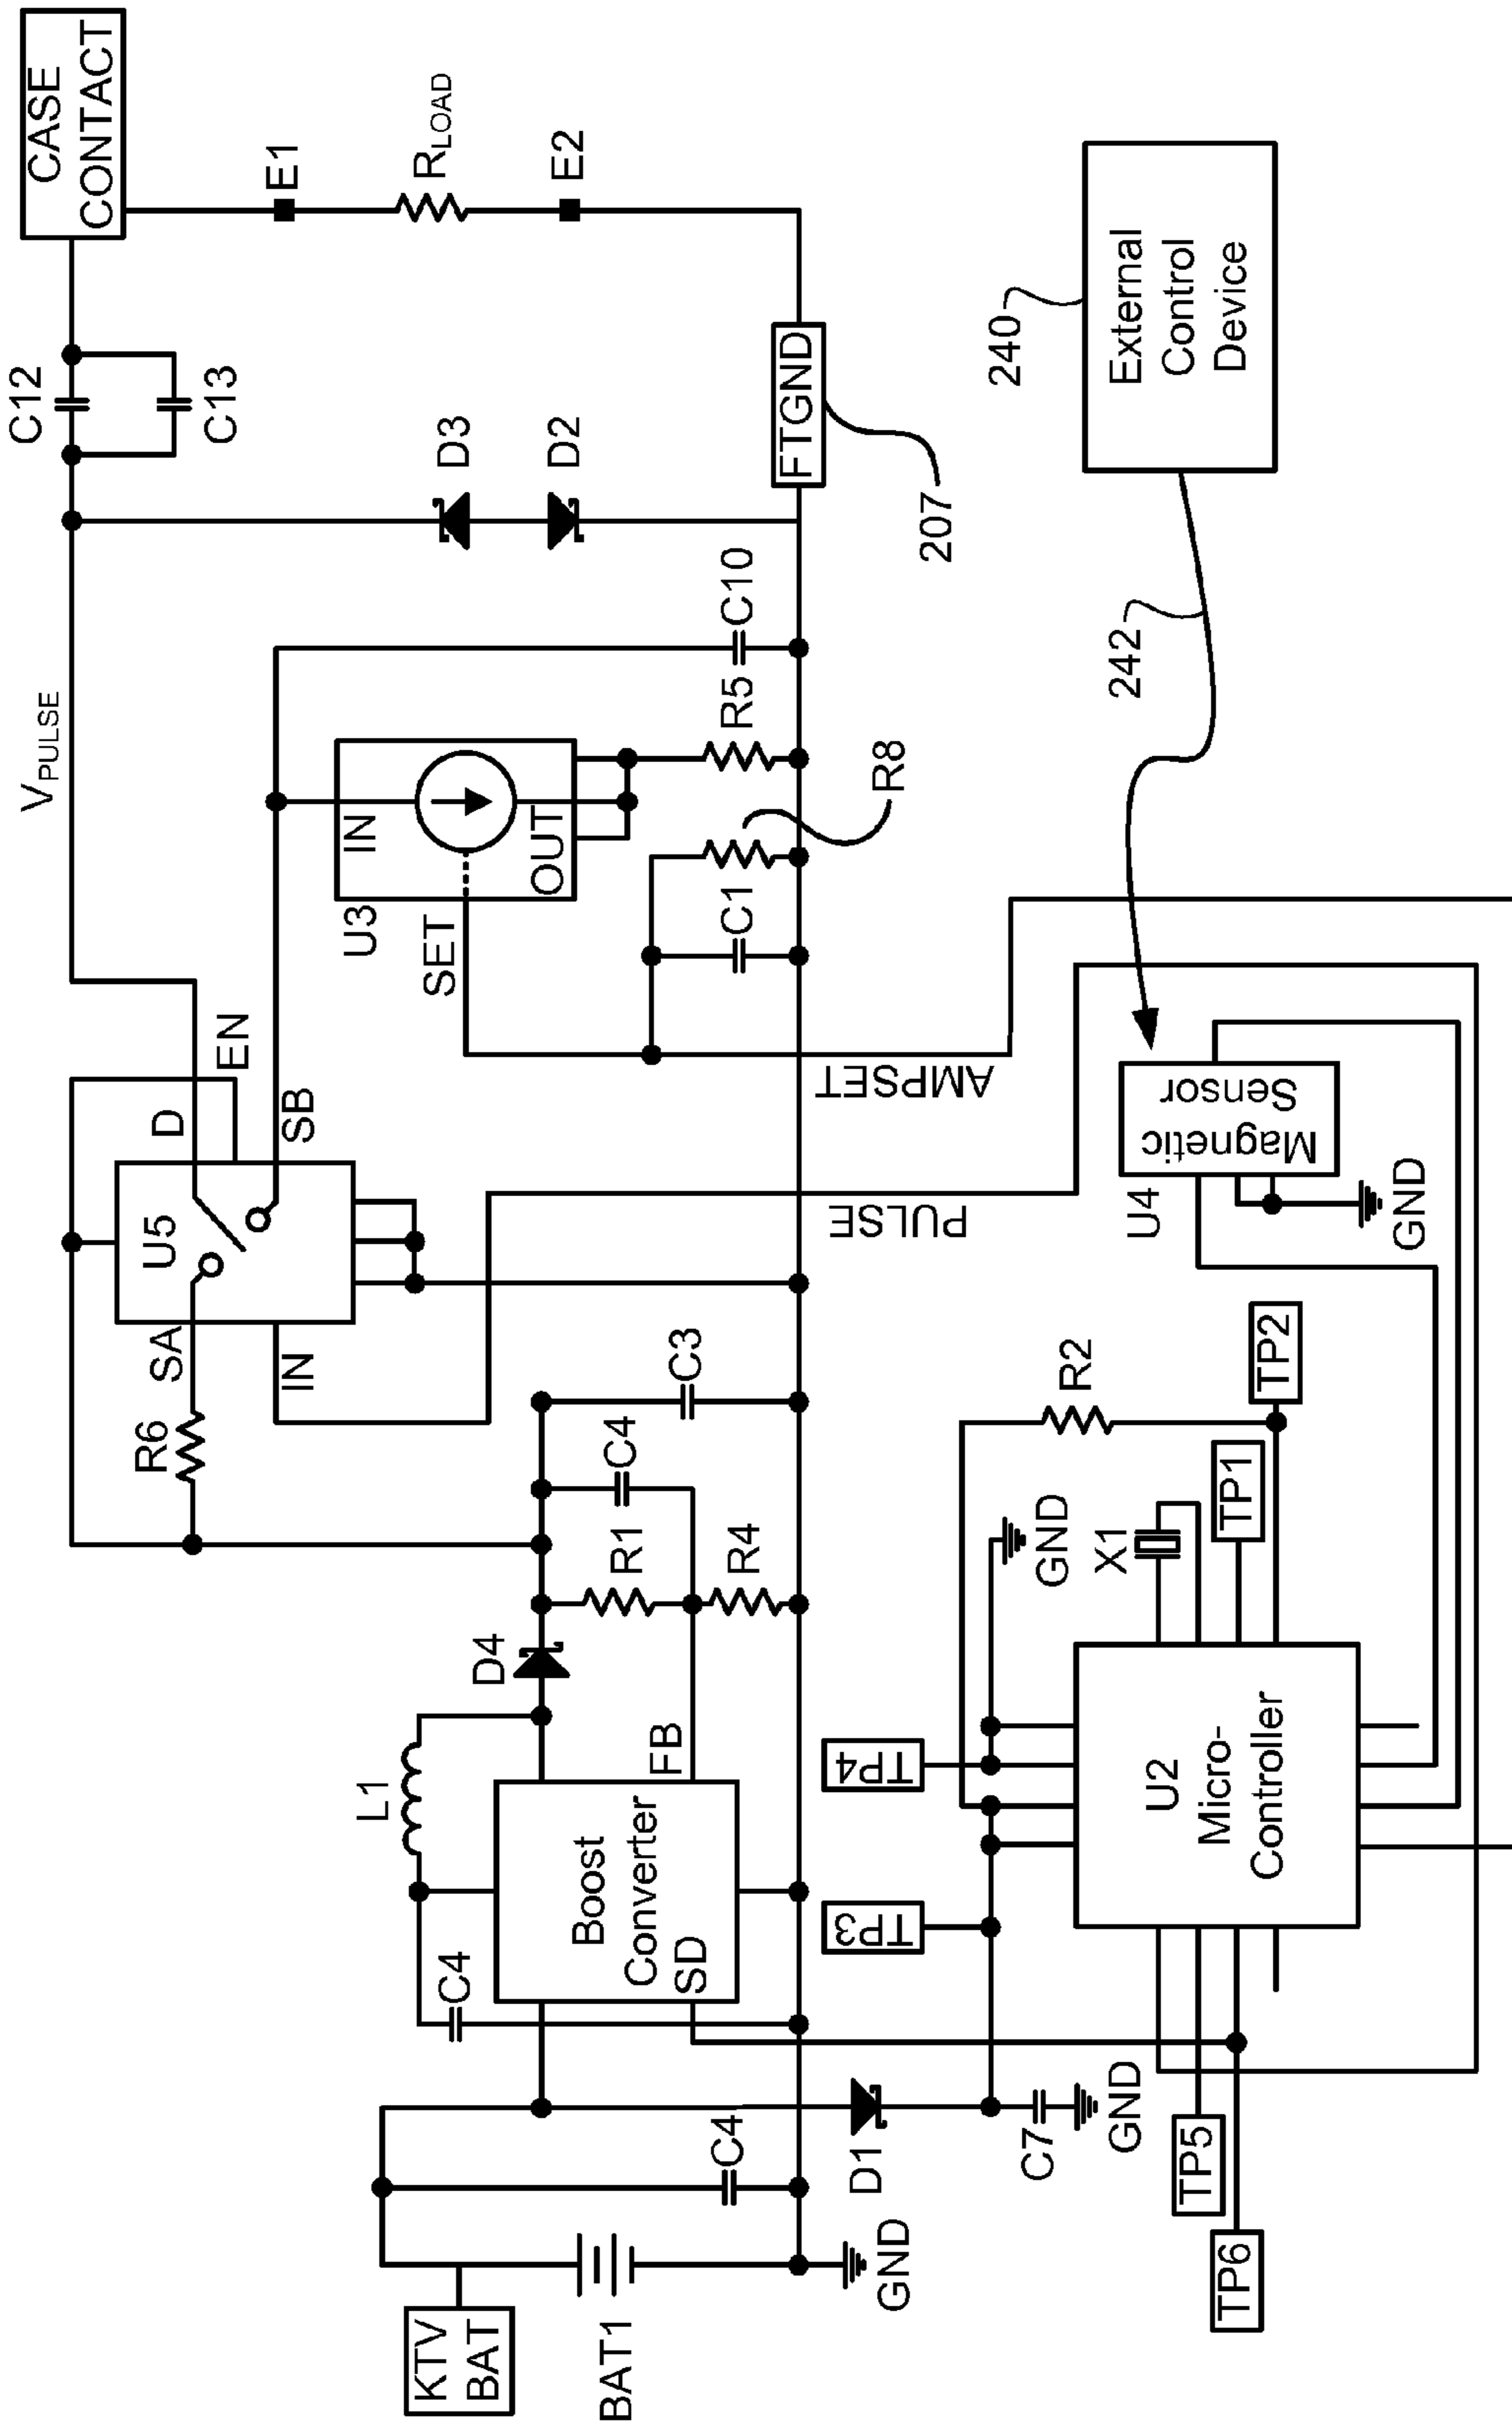 CASE
CONTACT
C12
C13
E1
R_LOAD
E2
V_PULSE
D3
D2
FTGND
207
C10
240
External
Control
Device
242
D
EN
U5
SA
SB
IN
R6
IN
U3
OUT
SET
R5
R8
C1
AMPSET
PULSE
C3
C4
R1
R4
D4
L1
FB
Boost
Converter
SD
C4
KTV
BAT
BAT1
C4
GND
D1
C7
GND
TP3
TP4
GND
R2
X1
TP1
TP2
U2
Micro-
Controller
TP5
TP6
U4
Magnetic
Sensor
GND